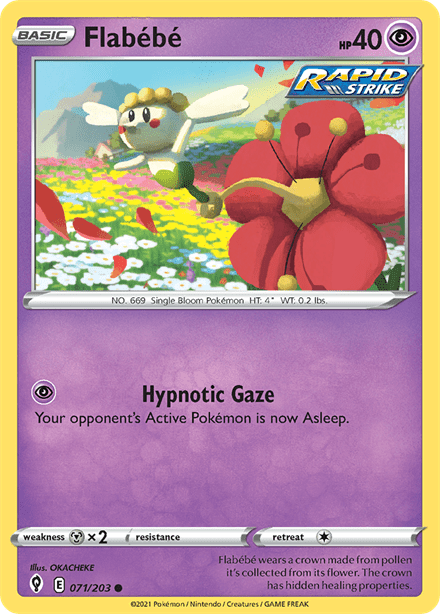 BASIC Flabébé HP40
RAPID
STRIKE
NO. 669 Single Bloom Pokémon HT: 4" WT: 0.2 lbs.
Hypnotic Gaze
Your opponent's Active Pokémon is now Asleep.
weakness ×2 resistance retreat
Illus. OKACHEKE
Flabébé wears a crown made from pollen
it's collected from its flower. The crown
has hidden healing properties.
E 071/203
©2021 Pokémon / Nintendo / Creatures / GAME FREAK